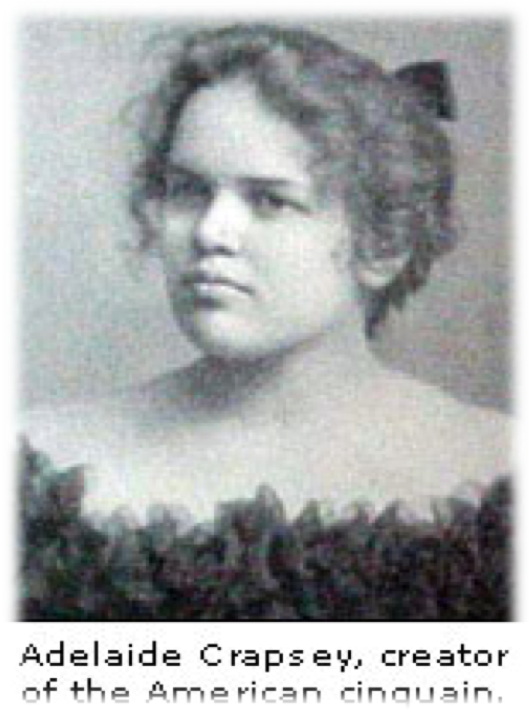 Adelaide Crapsey, creator
of the American cinquain.